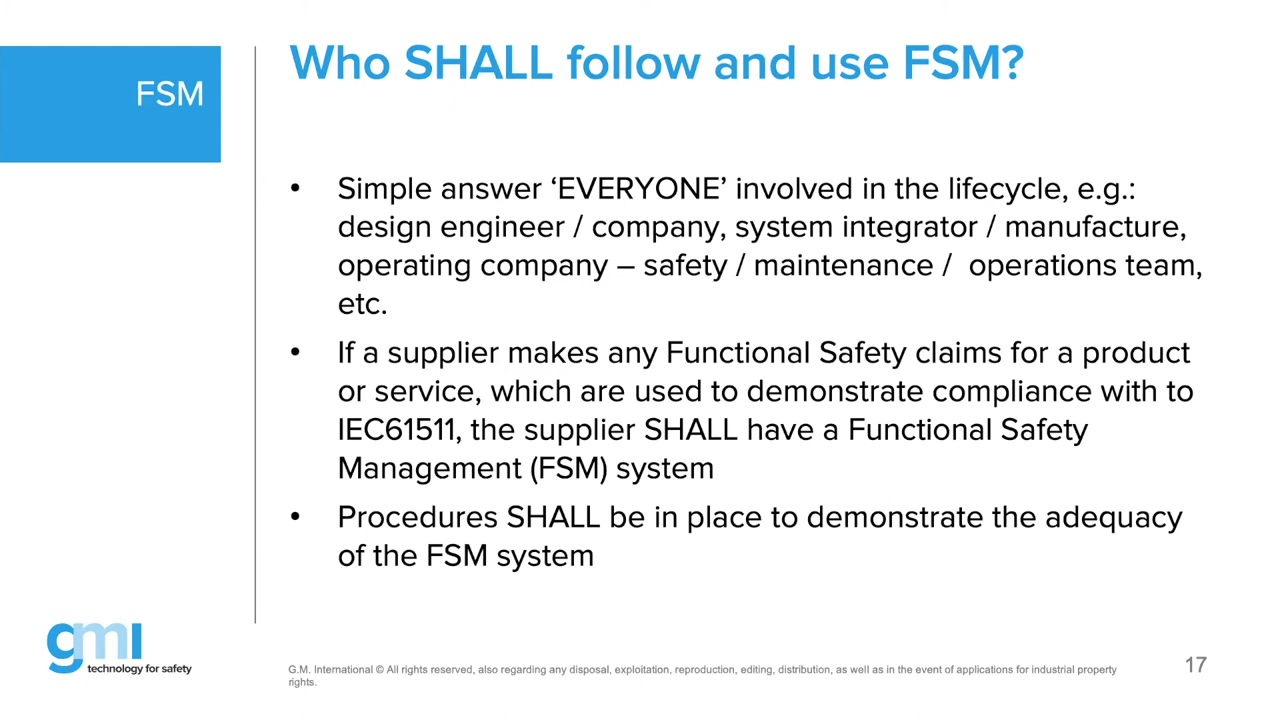 FSM
Who SHALL follow and use FSM?
• Simple answer ‘EVERYONE’ involved in the lifecycle, e.g.:
design engineer / company, system integrator / manufacture,
operating company – safety / maintenance /  operations team,
etc.
• If a supplier makes any Functional Safety claims for a product
or service, which are used to demonstrate compliance with to
IEC61511, the supplier SHALL have a Functional Safety
Management (FSM) system
• Procedures SHALL be in place to demonstrate the adequacy
of the FSM system
gmi
technology for safety
G.M. International © All rights reserved, also regarding any disposal, exploitation, reproduction, editing, distribution, as well as in the event of applications for industrial property
rights.
17